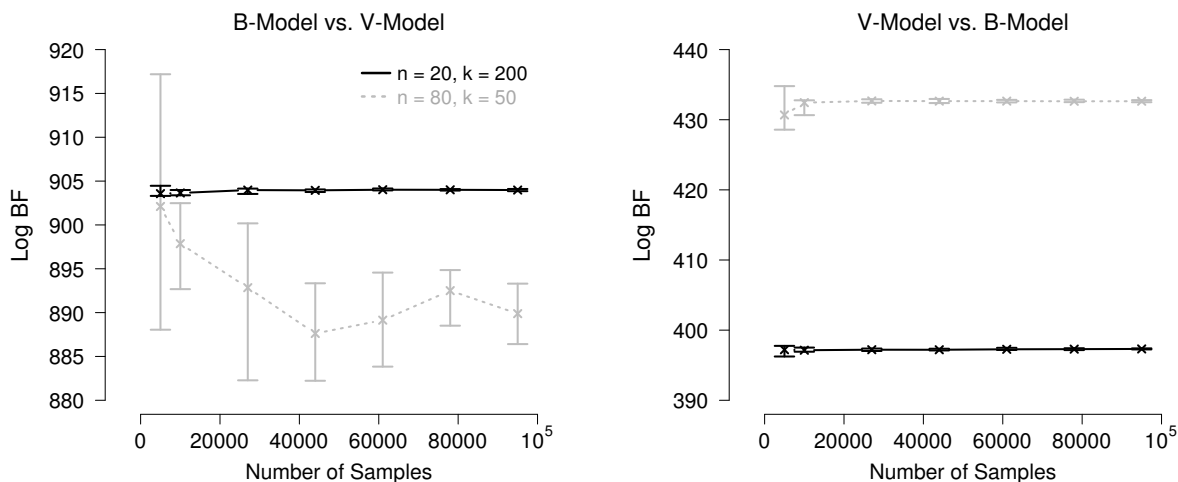 B-Model vs. V-Model
920
915
910
905
900
895
890
885
880
Log BF
n = 20, k = 200
n = 80, k = 50
0 20000 40000 60000 80000 10^5
Number of Samples
V-Model vs. B-Model
440
430
420
410
400
390
Log BF
0 20000 40000 60000 80000 10^5
Number of Samples